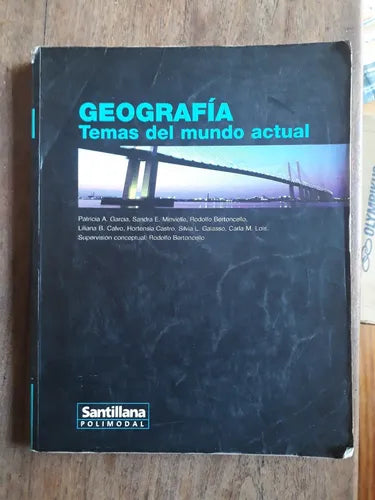 GEOGRAFÍA
Temas del mundo actual
Patricia A. García, Sandra E. Minvielle, Rodolfo Bertoncello,
Liliana B. Calvo, Hortensia Castro, Silvia L. Gaiasso, Carla M. Lois.
Supervisión conceptual: Rodolfo Bertoncello
Santillana
POLIMODAL
OLYMPIKUS